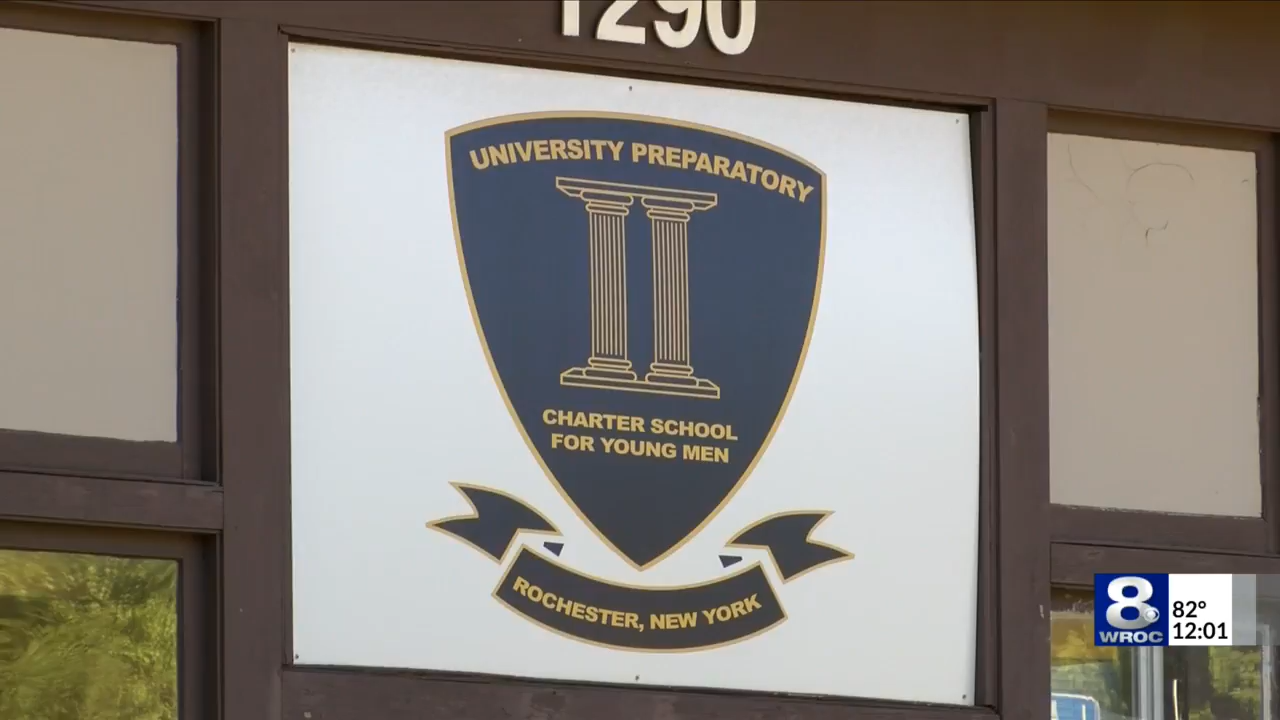 1290
UNIVERSITY PREPARATORY
CHARTER SCHOOL
FOR YOUNG MEN
ROCHESTER, NEW YORK
8
82°
WROC
12:01